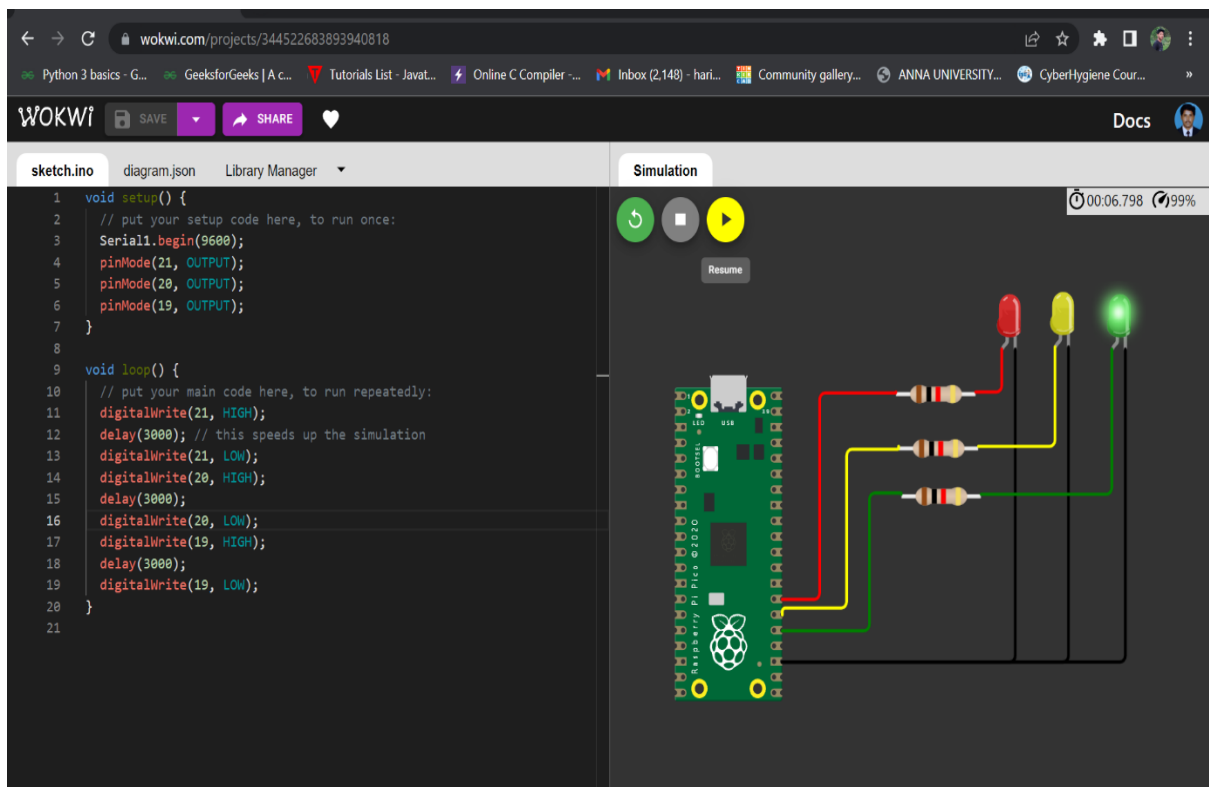 wokwi.com/projects/344522683893940818
Python 3 basics - G... GeeksforGeeks | A c... Tutorials List - Javat... Online C Compiler -... Inbox (2,148) - hari... Community gallery... ANNA UNIVERSITY... CyberHygiene Cour... »
WOKWI SAVE SHARE Docs
sketch.ino diagram.json Library Manager Simulation
1 void setup() {
2 // put your setup code here, to run once:
3 Serial1.begin(9600);
4 pinMode(21, OUTPUT);
5 pinMode(20, OUTPUT);
6 pinMode(19, OUTPUT);
7 }
8
9 void loop() {
10 // put your main code here, to run repeatedly:
11 digitalWrite(21, HIGH);
12 delay(3000); // this speeds up the simulation
13 digitalWrite(21, LOW);
14 digitalWrite(20, HIGH);
15 delay(3000);
16 digitalWrite(20, LOW);
17 digitalWrite(19, HIGH);
18 delay(3000);
19 digitalWrite(19, LOW);
20 }
21
00:06.798 99%
Resume
LED USB
BOOTSEL
Raspberry Pi Pico ©2020